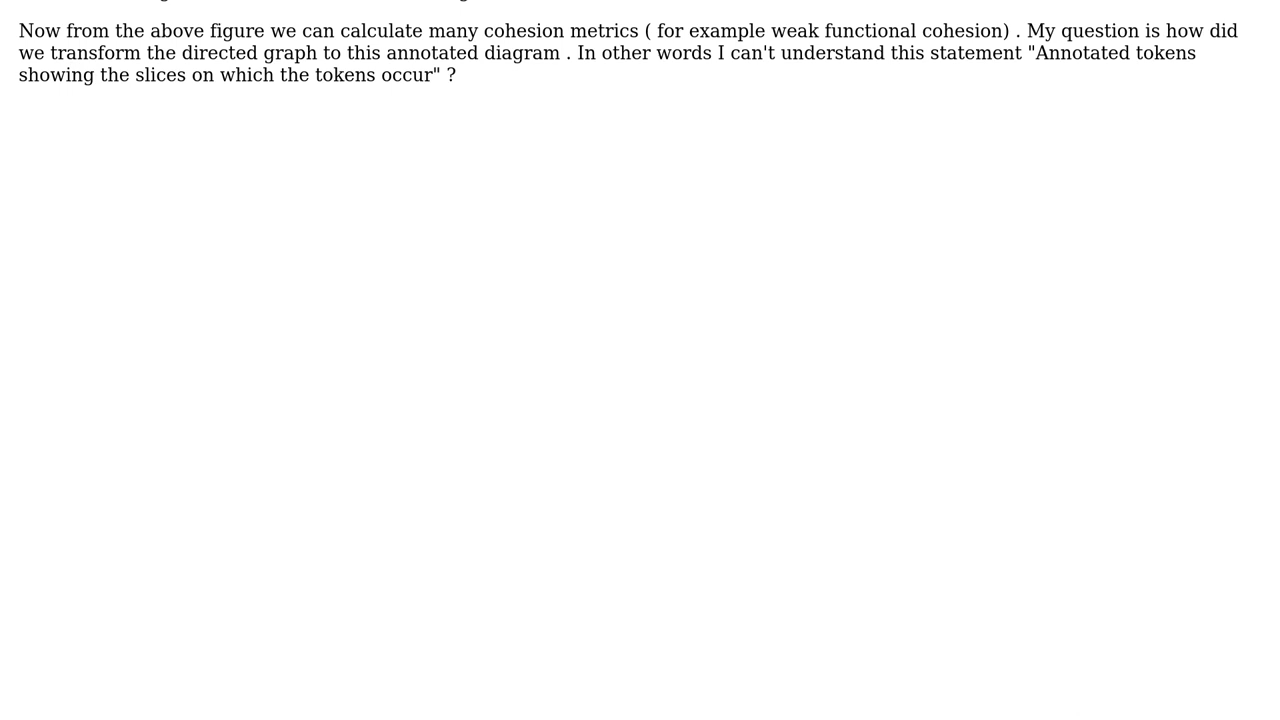 Now from the above figure we can calculate many cohesion metrics ( for example weak functional cohesion) . My question is how did
we transform the directed graph to this annotated diagram . In other words I can't understand this statement "Annotated tokens
showing the slices on which the tokens occur" ?